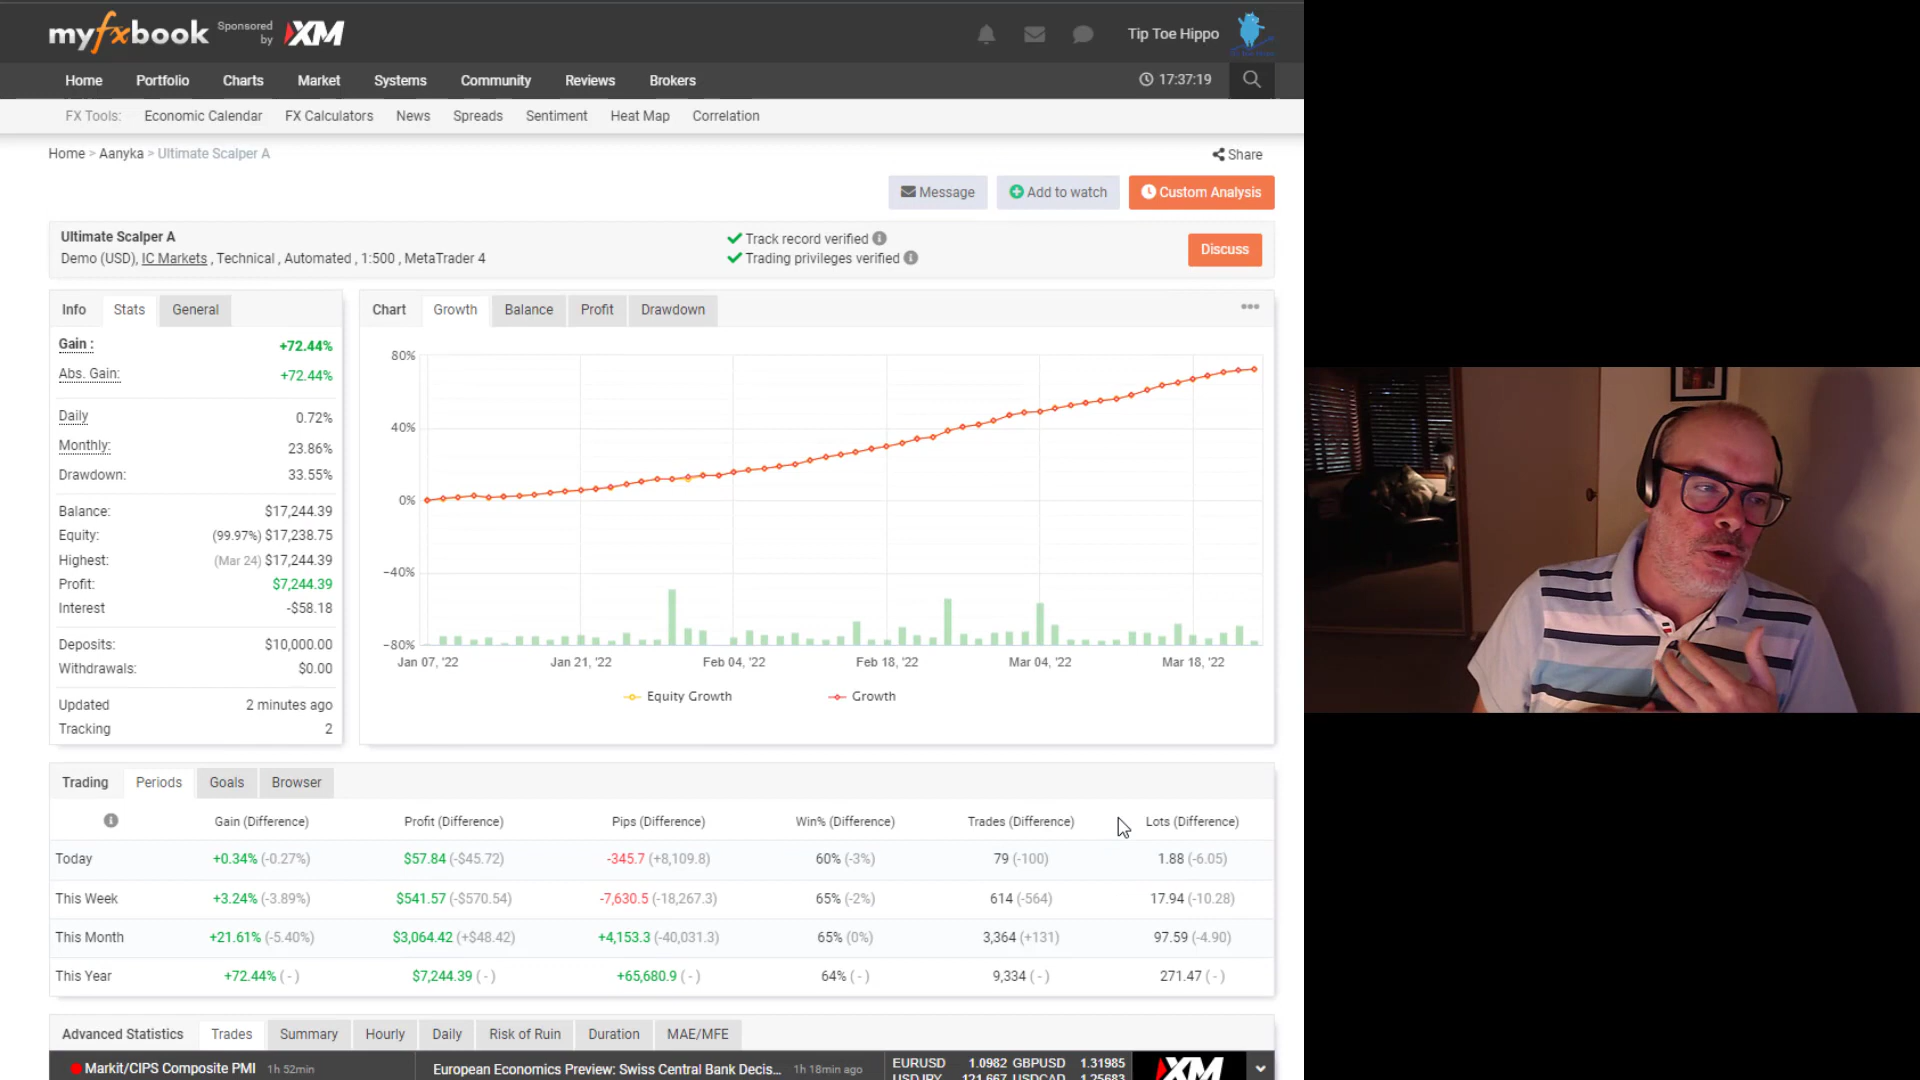 myfxbook Sponsored by XM
Tip Toe Hippo
Home Portfolio Charts Market Systems Community Reviews Brokers 17:37:19
FX Tools: Economic Calendar FX Calculators News Spreads Sentiment Heat Map Correlation
Home > Aanyka > Ultimate Scalper A Share
Message Add to watch Custom Analysis
Ultimate Scalper A Track record verified
Demo (USD), IC Markets , Technical , Automated , 1:500 , MetaTrader 4 Trading privileges verified
Discuss
Info Stats General
Gain : +72.44%
Abs. Gain: +72.44%
Daily 0.72%
Monthly: 23.86%
Drawdown: 33.55%
Balance: $17,244.39
Equity: (99.97%) $17,238.75
Highest: (Mar 24) $17,244.39
Profit: $7,244.39
Interest -$58.18
Deposits: $10,000.00
Withdrawals: $0.00
Updated 2 minutes ago
Tracking 2
Chart Growth Balance Profit Drawdown
80%
40%
0%
−40%
−80%
Jan 07, '22 Jan 21, '22 Feb 04, '22 Feb 18, '22 Mar 04, '22 Mar 18, '22
Equity Growth Growth
Trading Periods Goals Browser
Gain (Difference) Profit (Difference) Pips (Difference) Win% (Difference) Trades (Difference) Lots (Difference)
Today +0.34% (-0.27%) $57.84 (-$45.72) -345.7 (+8,109.8) 60% (-3%) 79 (-100) 1.88 (-6.05)
This Week +3.24% (-3.89%) $541.57 (-$570.54) -7,630.5 (-18,267.3) 65% (-2%) 614 (-564) 17.94 (-10.28)
This Month +21.61% (-5.40%) $3,064.42 (+$48.42) +4,153.3 (-40,031.3) 65% (0%) 3,364 (+131) 97.59 (-4.90)
This Year +72.44% ( - ) $7,244.39 ( - ) +65,680.9 ( - ) 64% ( - ) 9,334 ( - ) 271.47 ( - )
Advanced Statistics Trades Summary Hourly Daily Risk of Ruin Duration MAE/MFE
Markit/CIPS Composite PMI 1h 52min European Economics Preview: Swiss Central Bank Decis... 1h 18min ago EURUSD 1.0982 GBPUSD 1.31985 XM
USDJPY 121.667 USDCAD 1.25683